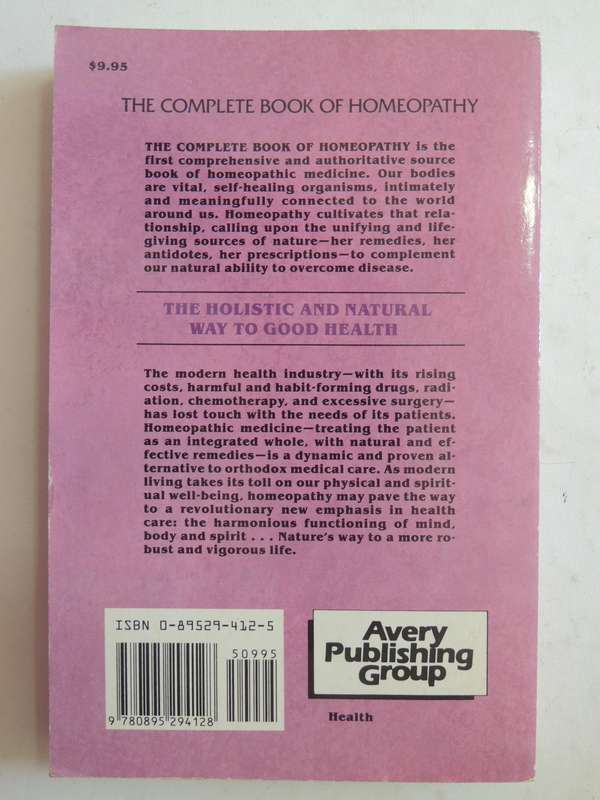 $9.95
THE COMPLETE BOOK OF HOMEOPATHY
THE COMPLETE BOOK OF HOMEOPATHY is the
first comprehensive and authoritative source
book of homeopathic medicine. Our bodies
are vital, self-healing organisms, intimately
and meaningfully connected to the world
around us. Homeopathy cultivates that rela-
tionship, calling upon the unifying and life-
giving sources of nature—her remedies, her
antidotes, her prescriptions—to complement
our natural ability to overcome disease.
THE HOLISTIC AND NATURAL
WAY TO GOOD HEALTH
The modern health industry—with its rising
costs, harmful and habit-forming drugs, radi-
ation, chemotherapy, and excessive surgery—
has lost touch with the needs of its patients.
Homeopathic medicine—treating the patient
as an integrated whole, with natural and ef-
fective remedies—is a dynamic and proven al-
ternative to orthodox medical care. As modern
living takes its toll on our physical and spirit-
ual well-being, homeopathy may pave the way
to a revolutionary new emphasis in health
care: the harmonious functioning of mind,
body and spirit . . . Nature's way to a more ro-
bust and vigorous life.
ISBN 0-89529-412-5
50995
9 780895 294128
Avery
Publishing
Group
Health